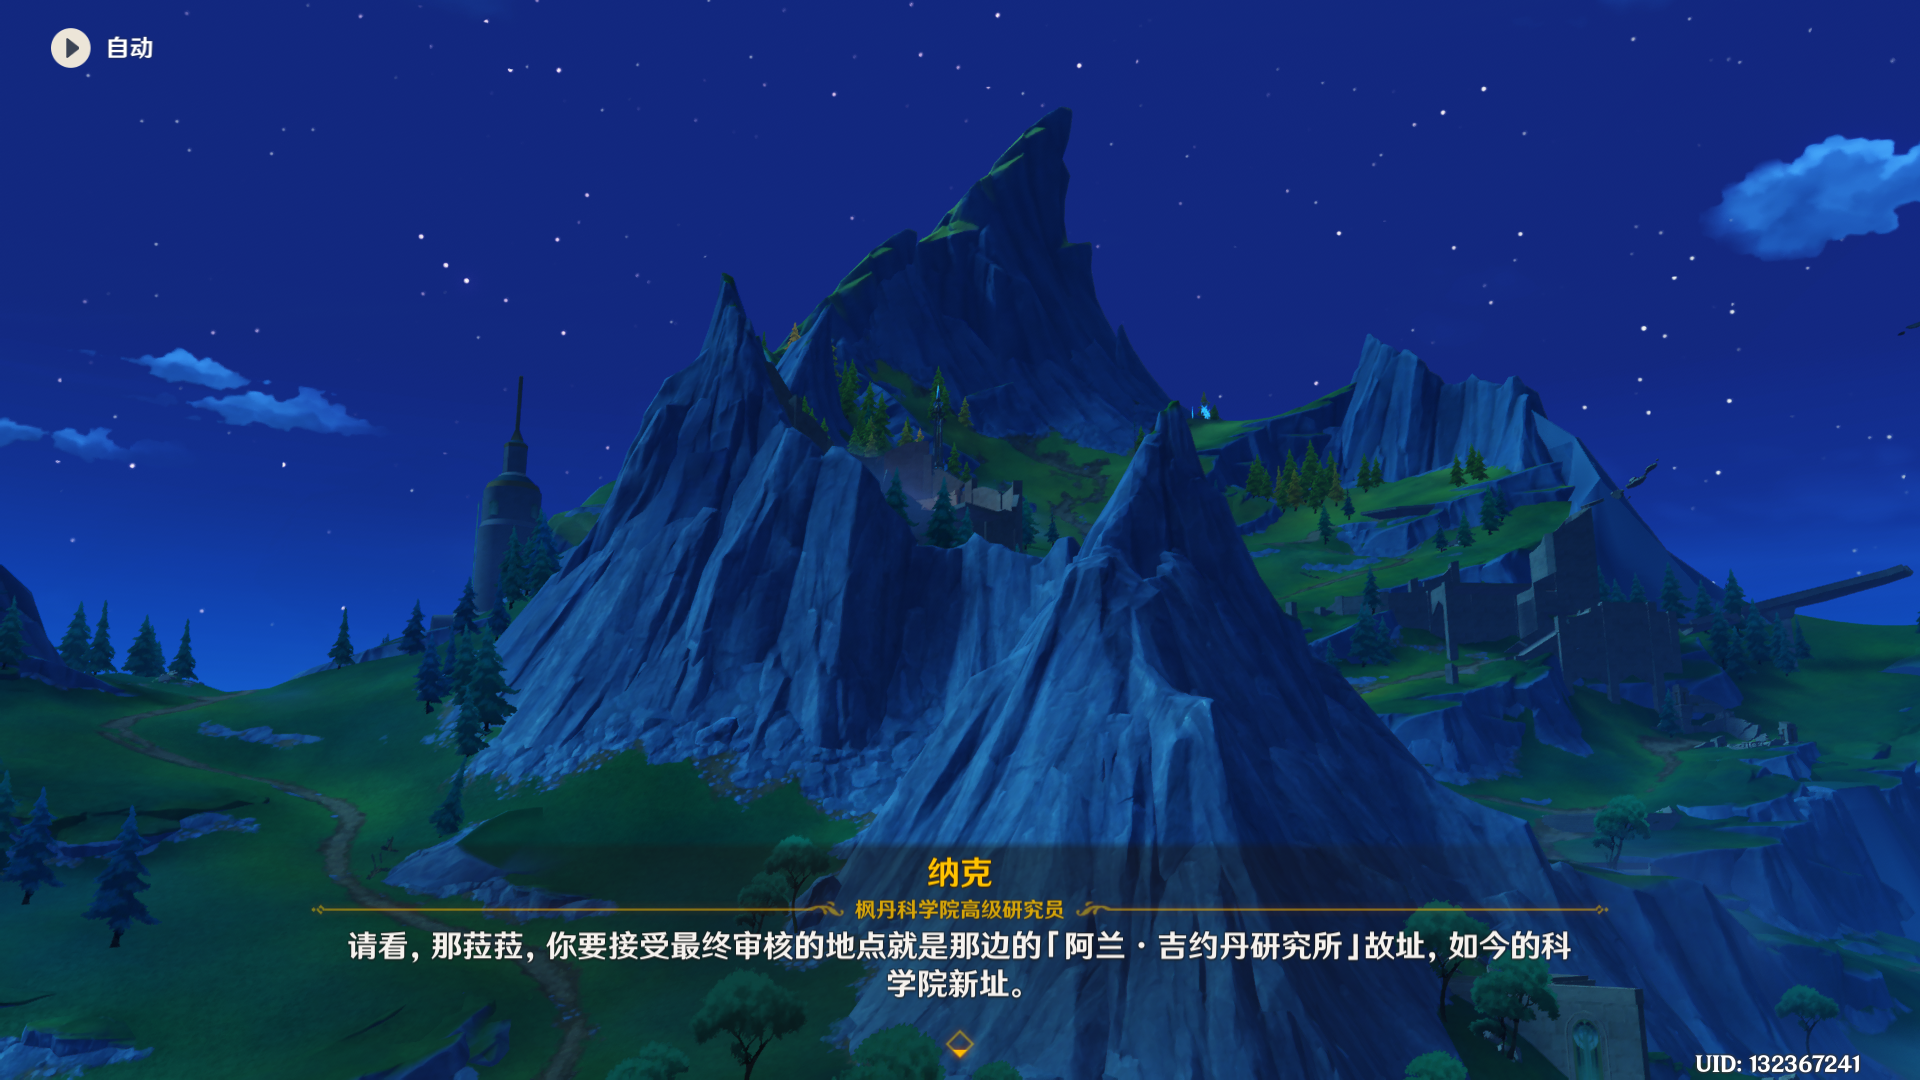 自动
纳克
枫丹科学院高级研究员
请看，那菈菈，你要接受最终审核的地点就是那边的「阿兰·吉约丹研究所」故址，如今的科
学院新址。
UID: 132367241